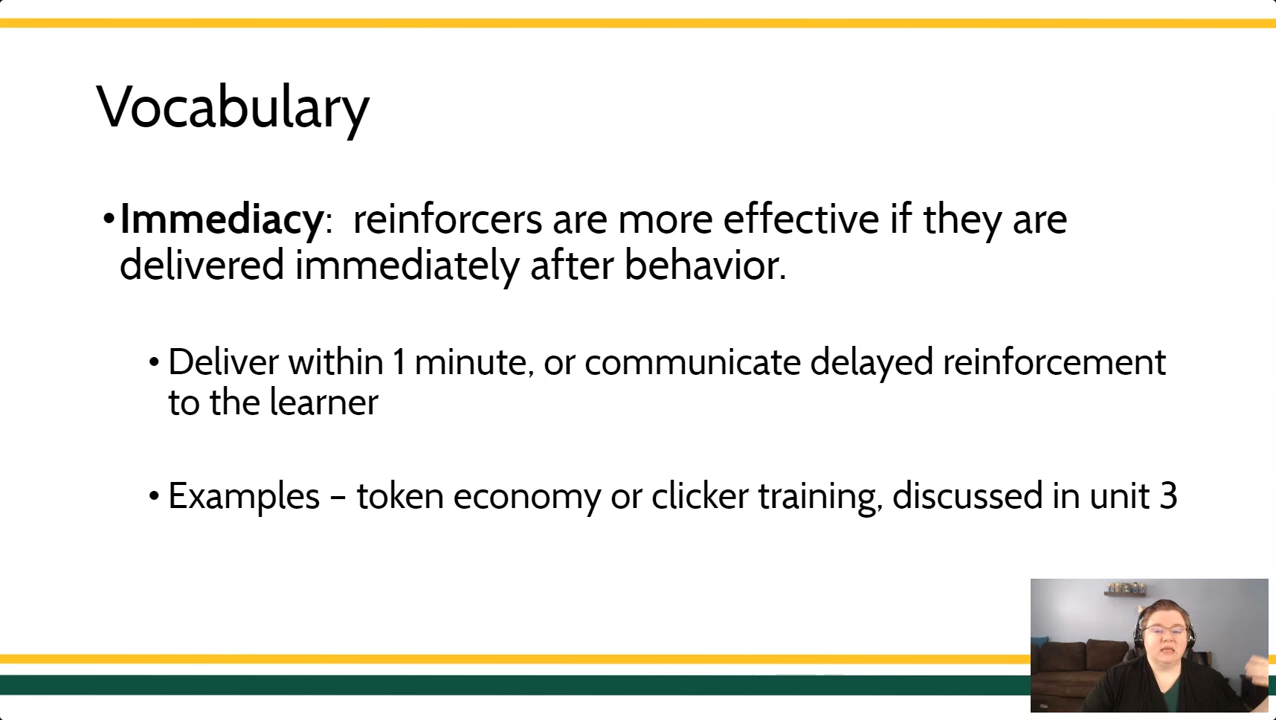 Vocabulary
•Immediacy:  reinforcers are more effective if they are
delivered immediately after behavior.
• Deliver within 1 minute, or communicate delayed reinforcement
to the learner
• Examples – token economy or clicker training, discussed in unit 3